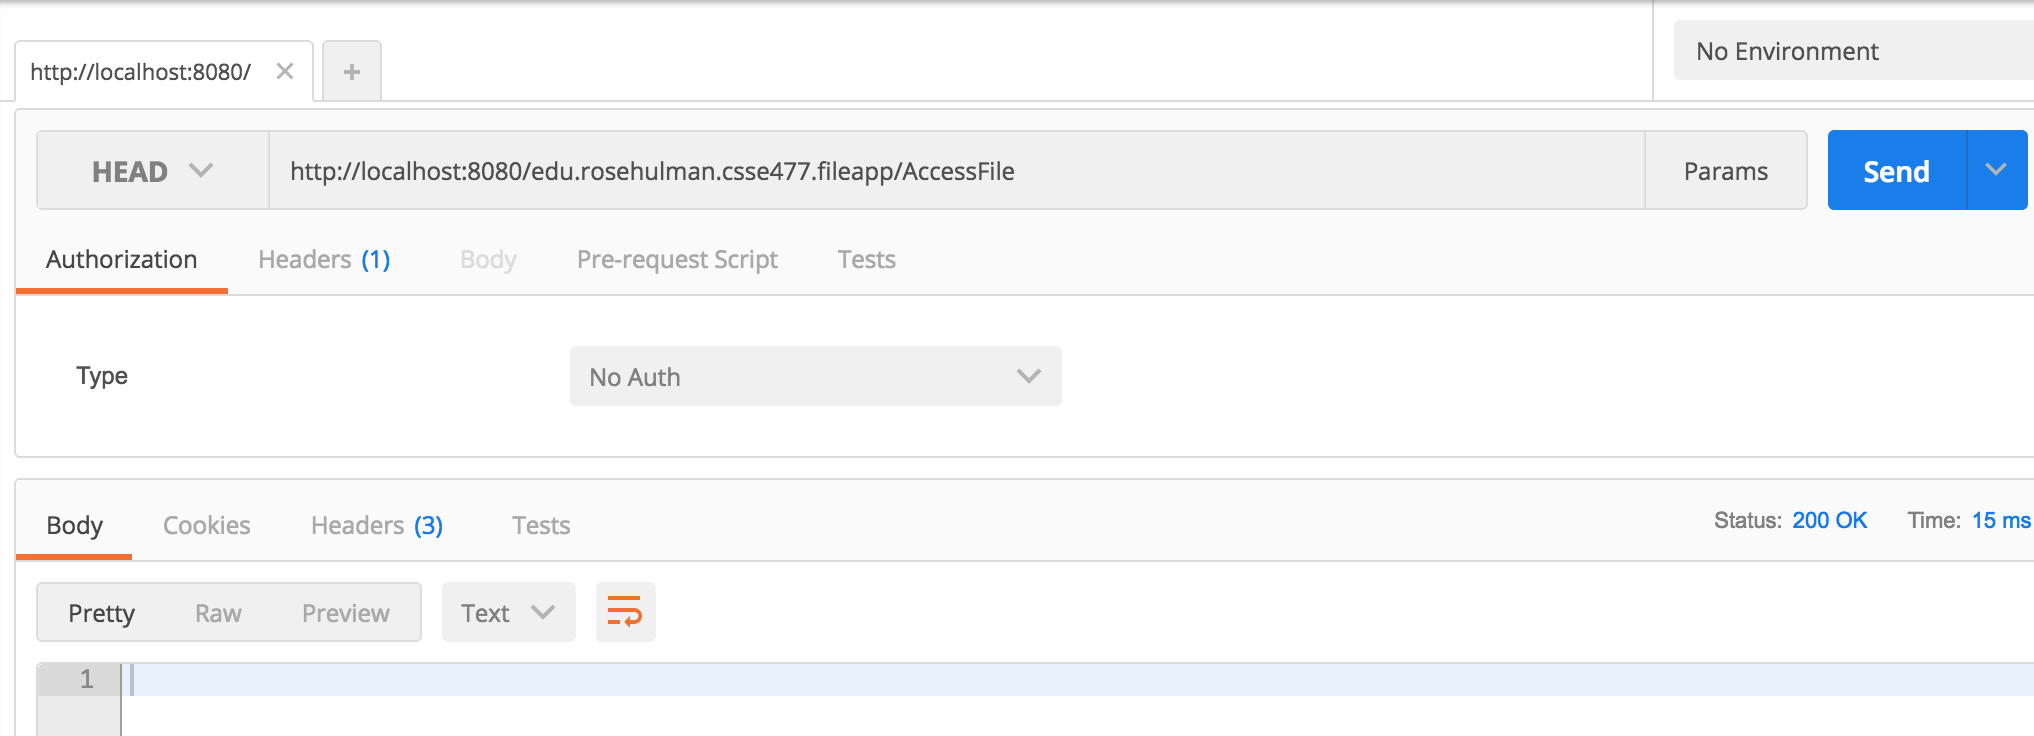 http://localhost:8080/
No Environment
HEAD http://localhost:8080/edu.rosehulman.csse477.fileapp/AccessFile Params Send
Authorization Headers (1) Body Pre-request Script Tests
Type No Auth
Body Cookies Headers (3) Tests Status: 200 OK Time: 15 ms
Pretty Raw Preview Text
1